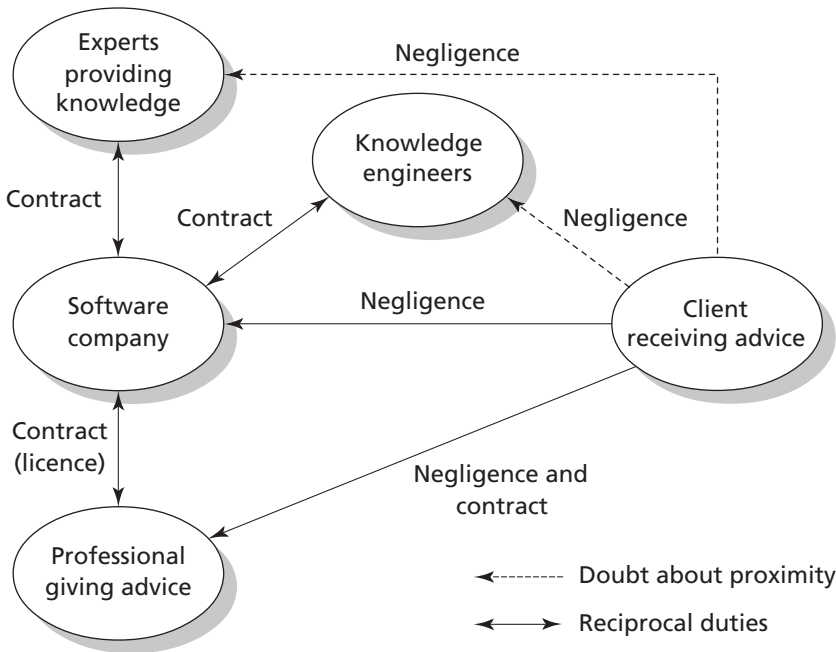 Experts
providing
knowledge
Negligence
Knowledge
engineers
Contract
Contract
Negligence
Software
company
Negligence
Client
receiving advice
Contract
(licence)
Negligence and
contract
Professional
giving advice
Doubt about proximity
Reciprocal duties